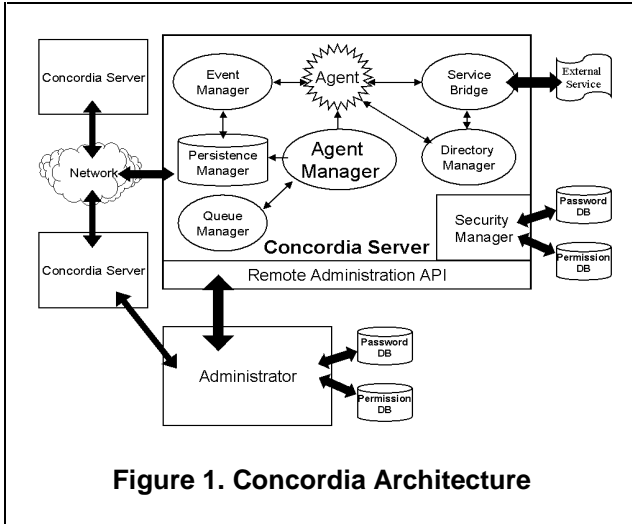 Concordia Server
Network
Concordia Server
Event
Manager
Agent
Service
Bridge
External
Service
Persistence
Manager
Agent
Manager
Directory
Manager
Queue
Manager
Concordia Server
Security
Manager
Password
DB
Permission
DB
Remote Administration API
Administrator
Password
DB
Permission
DB
Figure 1. Concordia Architecture